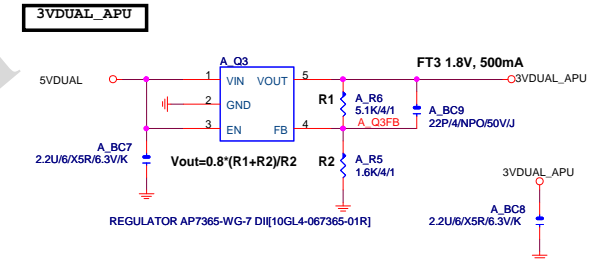 3VDUAL_APU
A_Q3
FT3 1.8V, 500mA
5VDUAL
1 VIN VOUT 5
3VDUAL_APU
2 GND
R1 A_R6
5.1K/4/1
A_Q3FB
A_BC9
22P/4/NPO/50V/J
3 EN FB 4
A_BC7
2.2U/6/X5R/6.3V/K
Vout=0.8*(R1+R2)/R2
R2 A_R5
1.6K/4/1
3VDUAL_APU
A_BC8
2.2U/6/X5R/6.3V/K
REGULATOR AP7365-WG-7 DII[10GL4-067365-01R]